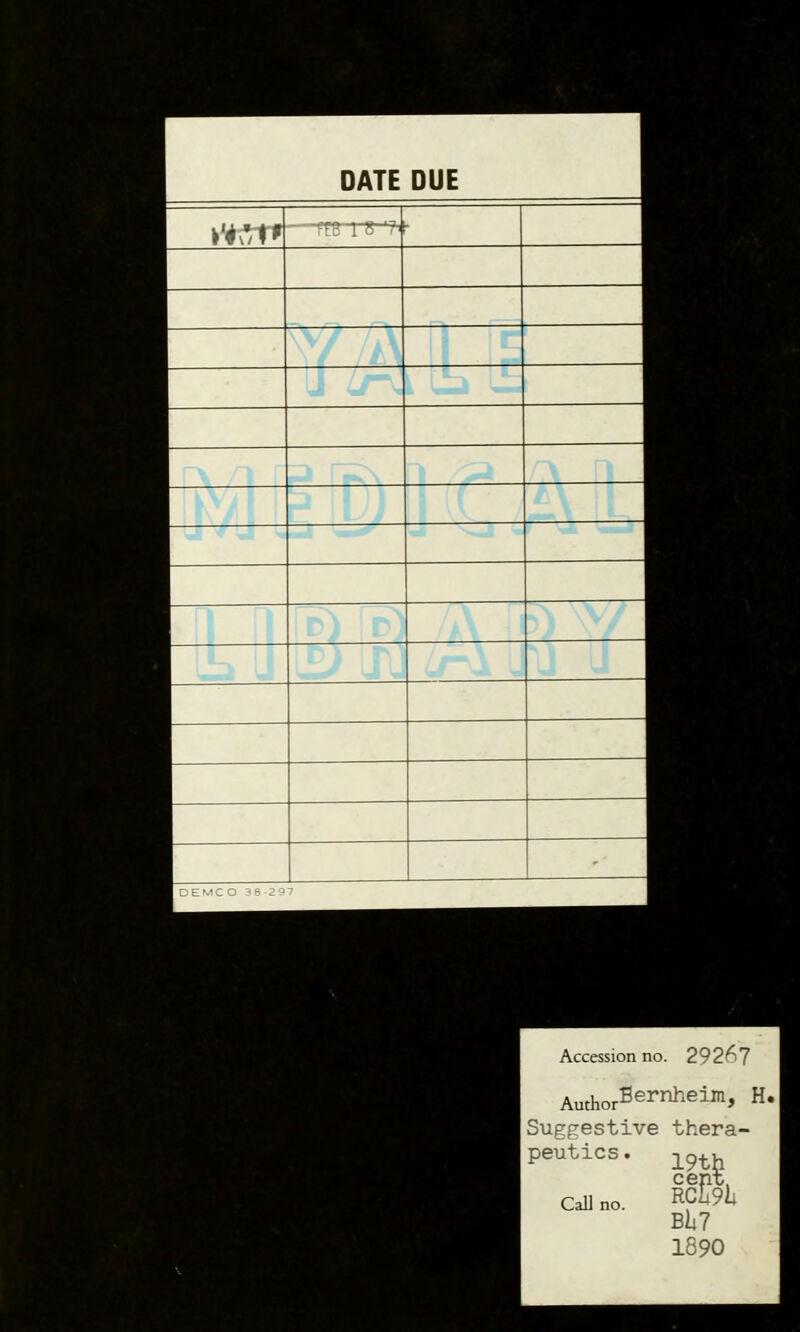 DATE DUE
FEB 18 '74
YALE
MEDICAL
LIBRARY
DEMCO 38-297
Accession no. 29267
Author Bernheim, H.
Suggestive thera-
peutics. 19th
cent
Call no. RC494
B47
1890